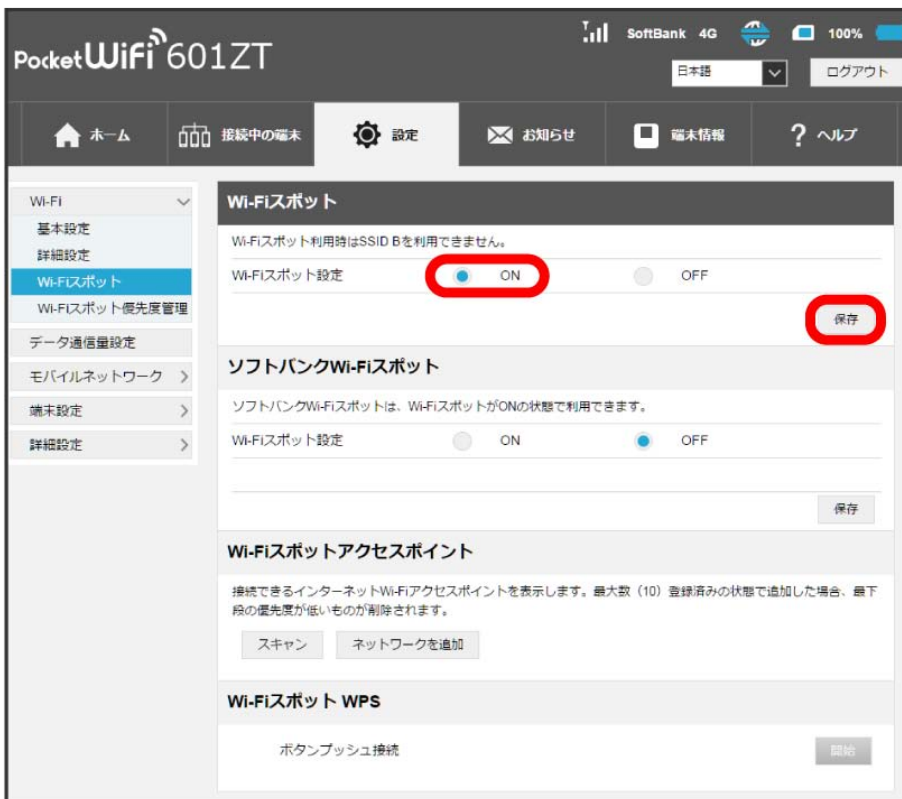 Pocket WiFi 601ZT
SoftBank 4G 100%
日本語 ログアウト
ホーム 接続中の端末 設定 お知らせ 端末情報 ? ヘルプ
Wi-Fi
基本設定
詳細設定
Wi-Fiスポット
Wi-Fiスポット優先度管理
データ通信量設定
モバイルネットワーク
端末設定
詳細設定
Wi-Fiスポット
Wi-Fiスポット利用時はSSID Bを利用できません。
Wi-Fiスポット設定 ON OFF
保存
ソフトバンクWi-Fiスポット
ソフトバンクWi-Fiスポットは、Wi-FiスポットがONの状態で利用できます。
Wi-Fiスポット設定 ON OFF
保存
Wi-Fiスポットアクセスポイント
接続できるインターネットWi-Fiアクセスポイントを表示します。最大数（10）登録済みの状態で追加した場合、最下
段の優先度が低いものが削除されます。
スキャン ネットワークを追加
Wi-Fiスポット WPS
ボタンプッシュ接続 開始